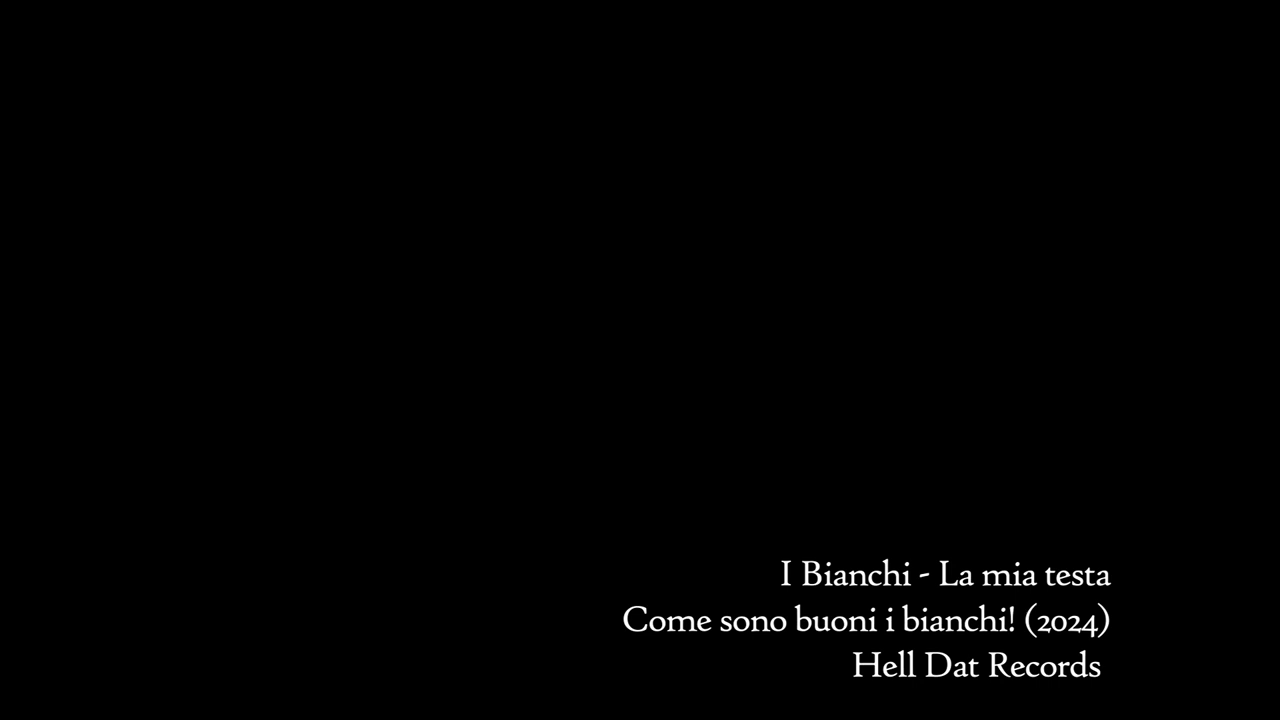 I Bianchi - La mia testa
Come sono buoni i bianchi! (2024)
Hell Dat Records